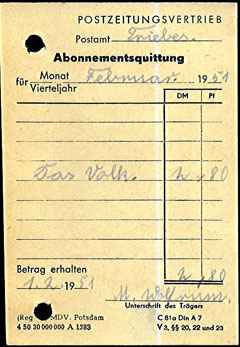 POSTZEITUNGSVERTRIEB
Postamt Triebes.
Abonnementsquittung
für Monat Februar 1951
Vierteljahr
DM Pf
Das Volk. 2,80
Betrag erhalten 2,80
1.2.1951 M.
Unterschrift des Trägers
(Reg MDV. Potsdam C 81a Din A 7
4 50 30 000 000 A 1283 V 3, §§ 20, 22 und 23